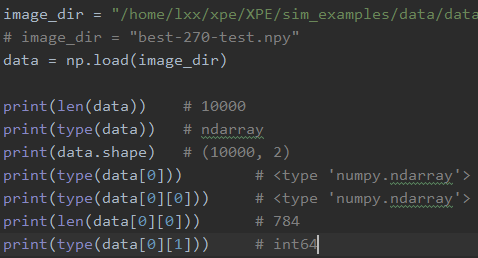 image_dir = "/home/lxx/xpe/XPE/sim_examples/data/data
# image_dir = "best-270-test.npy"
data = np.load(image_dir)
print(len(data)) # 10000
print(type(data)) # ndarray
print(data.shape) # (10000, 2)
print(type(data[0])) # <type 'numpy.ndarray'>
print(type(data[0][0])) # <type 'numpy.ndarray'>
print(len(data[0][0])) # 784
print(type(data[0][1])) # int64